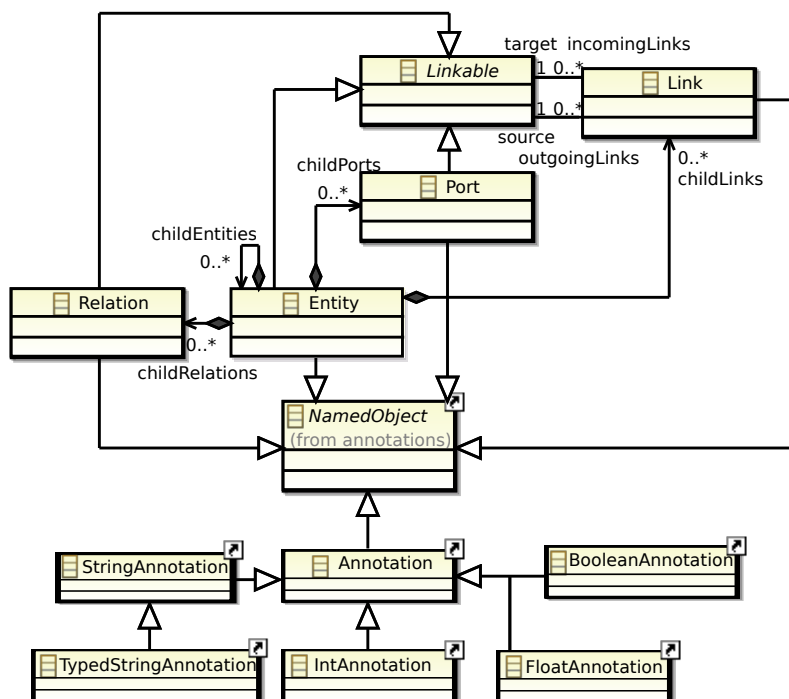 target incomingLinks
Linkable
1 0..*
Link
1 0..*
source
outgoingLinks
0..*
childLinks
childPorts
0..*
Port
childEntities
0..*
Relation
Entity
0..*
childRelations
NamedObject
(from annotations)
StringAnnotation
Annotation
BooleanAnnotation
TypedStringAnnotation
IntAnnotation
FloatAnnotation